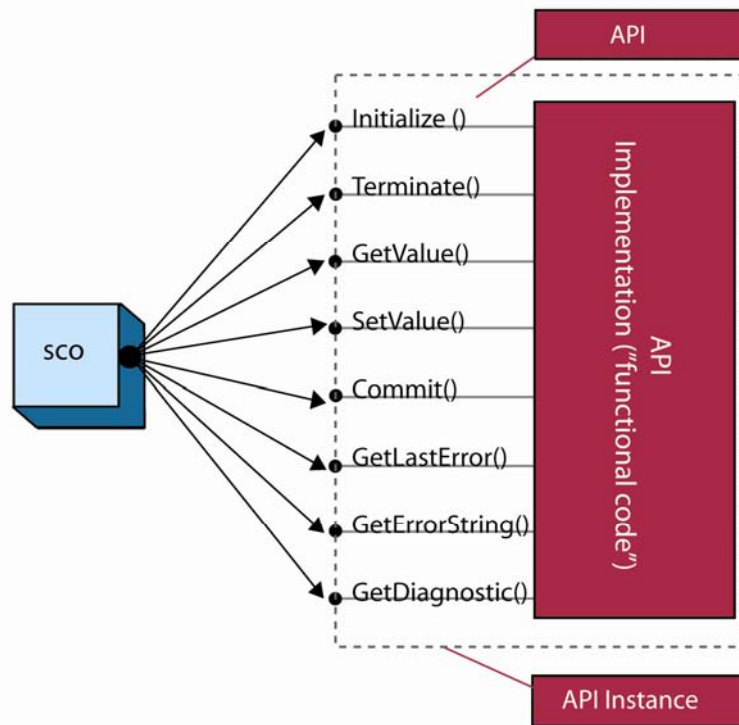 API
Initialize ()
Terminate()
GetValue()
SetValue()
Commit()
GetLastError()
GetErrorString()
GetDiagnostic()
sco
API
Implementation ("functional code")
API Instance